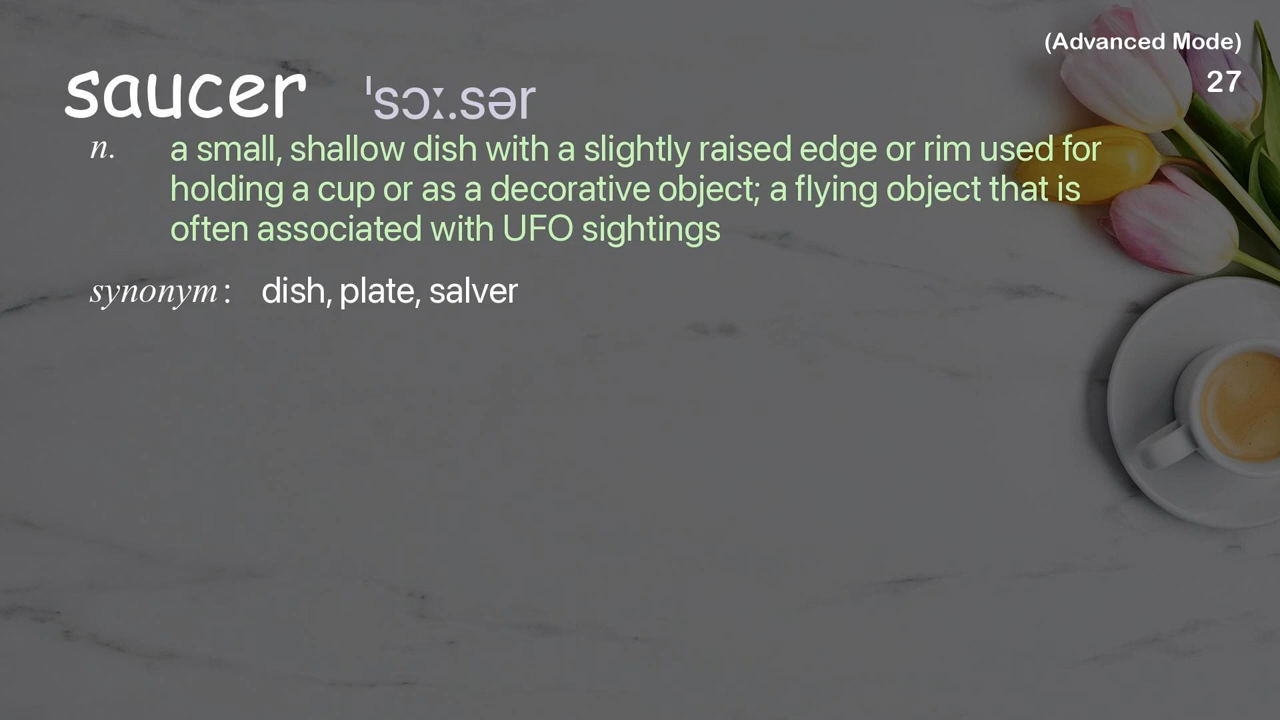 (Advanced Mode)
27
saucer ˈsɔː.sər
n. a small, shallow dish with a slightly raised edge or rim used for
holding a cup or as a decorative object; a flying object that is
often associated with UFO sightings
synonym : dish, plate, salver